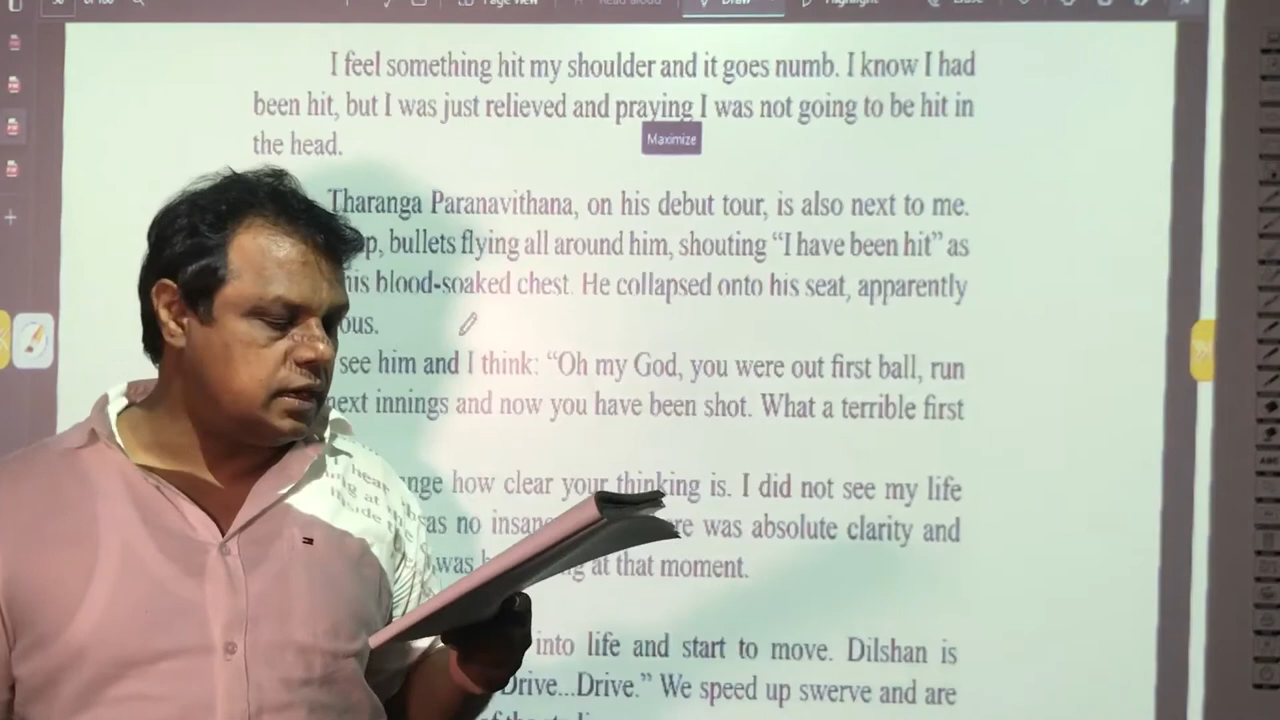 Draw
I feel something hit my shoulder and it goes numb. I know I had
been hit, but I was just relieved and praying I was not going to be hit in
the head.
Maximize
Tharanga Paranavithana, on his debut tour, is also next to me.
bullets flying all around him, shouting “I have been hit” as
his blood-soaked chest. He collapsed onto his seat, apparently
see him and I think: “Oh my God, you were out first ball, run
next innings and now you have been shot. What a terrible first
how clear your thinking is. I did not see my life
no was absolute clarity and
was at that moment.
into life and start to move. Dilshan is
Drive...Drive.” We speed up swerve and are